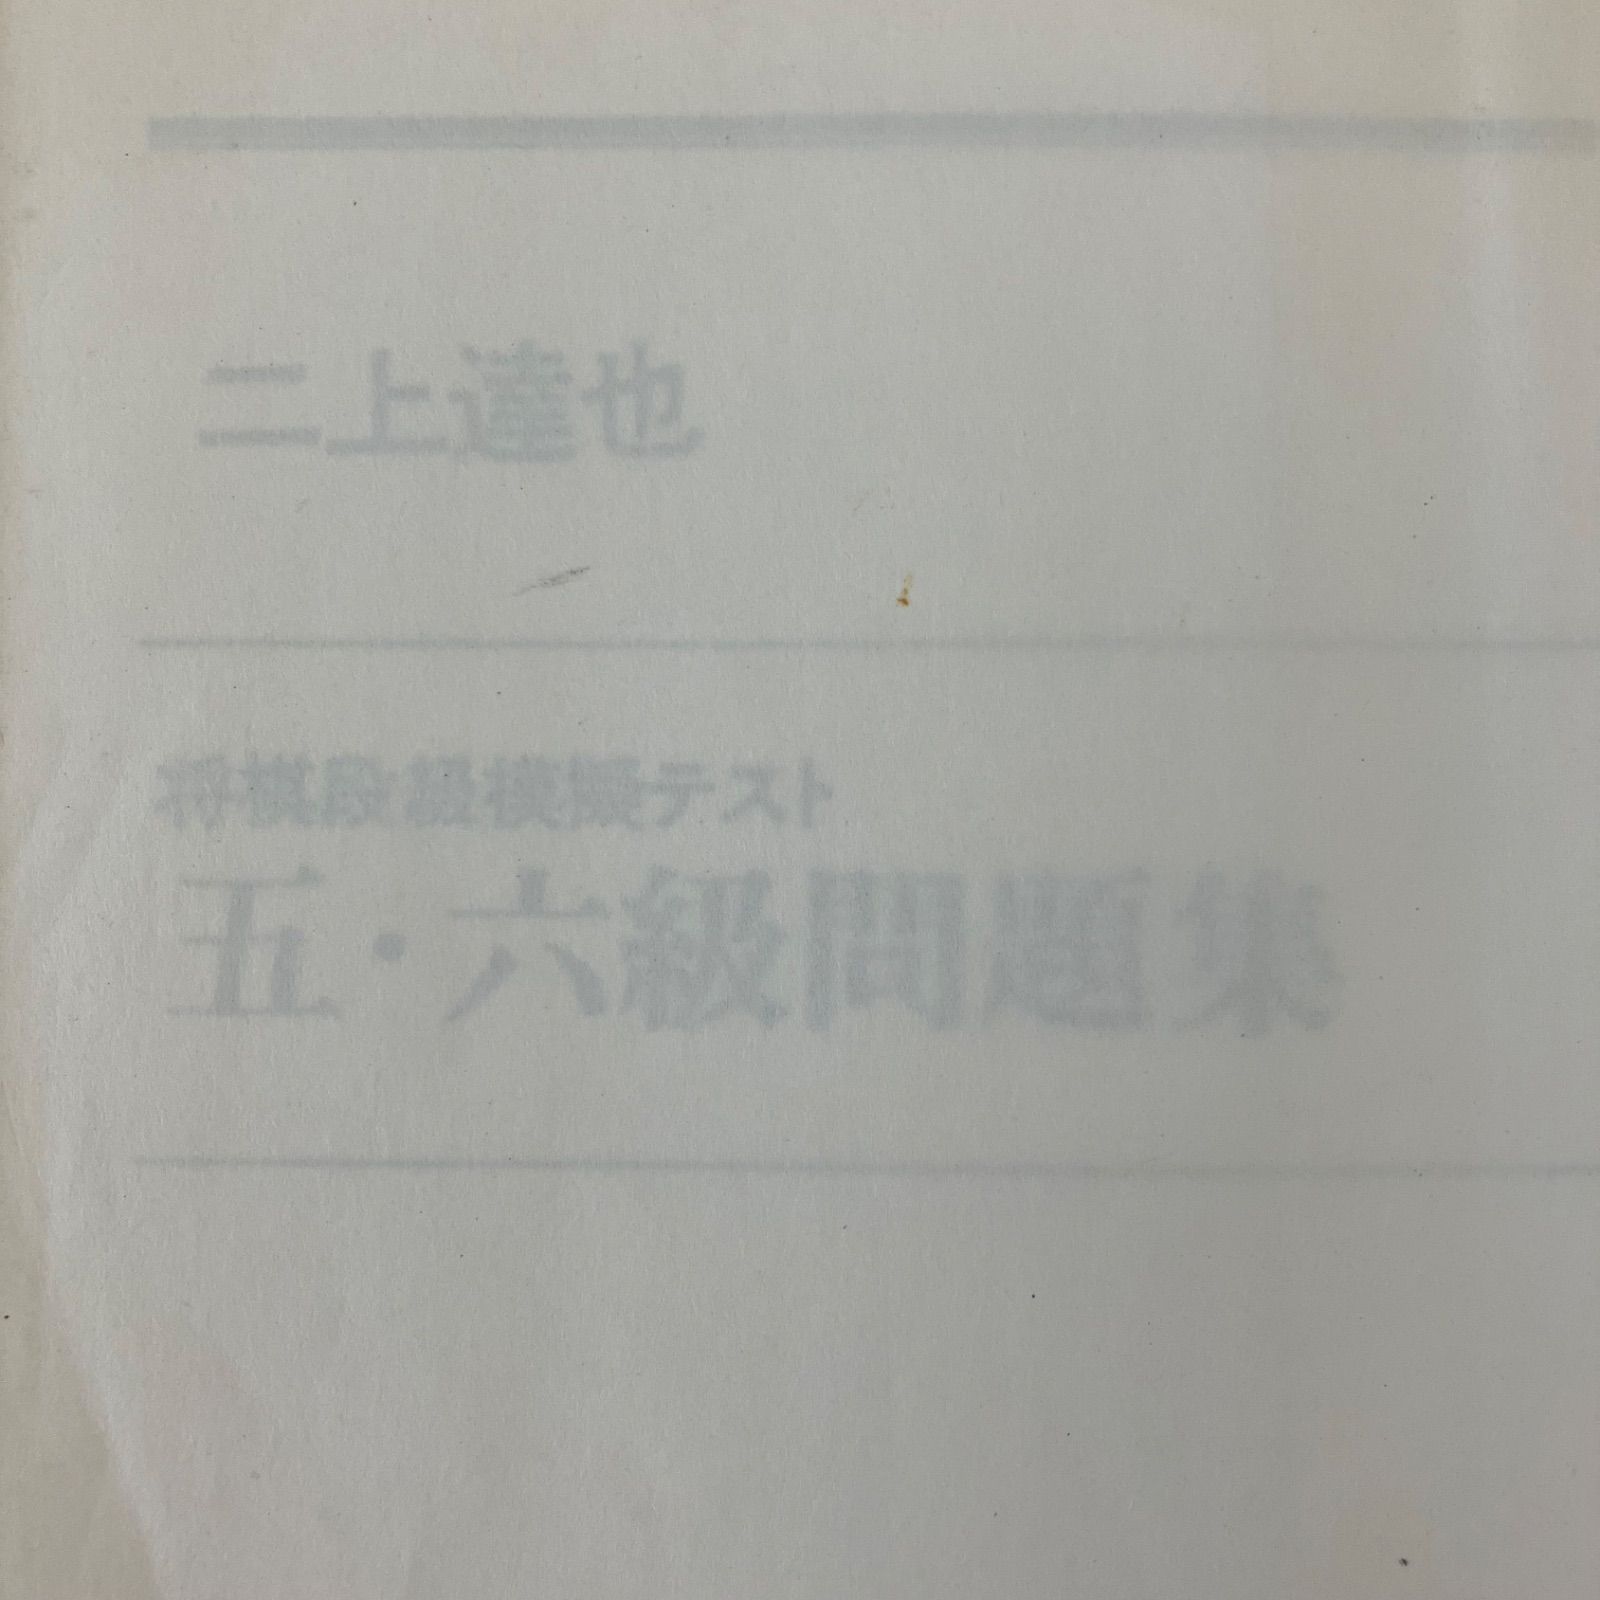 二上達也
将棋段級模擬テスト
五・六級問題集